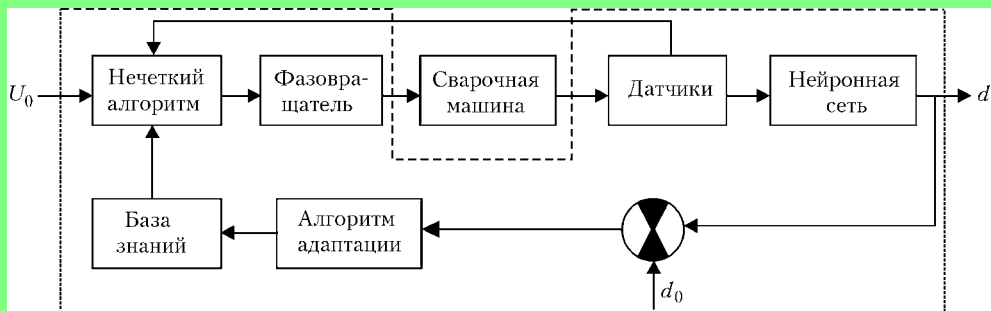 U₀
Нечеткий
алгоритм
Фазовра-
щатель
Сварочная
машина
Датчики
Нейронная
сеть
d
База
знаний
Алгоритм
адаптации
d₀